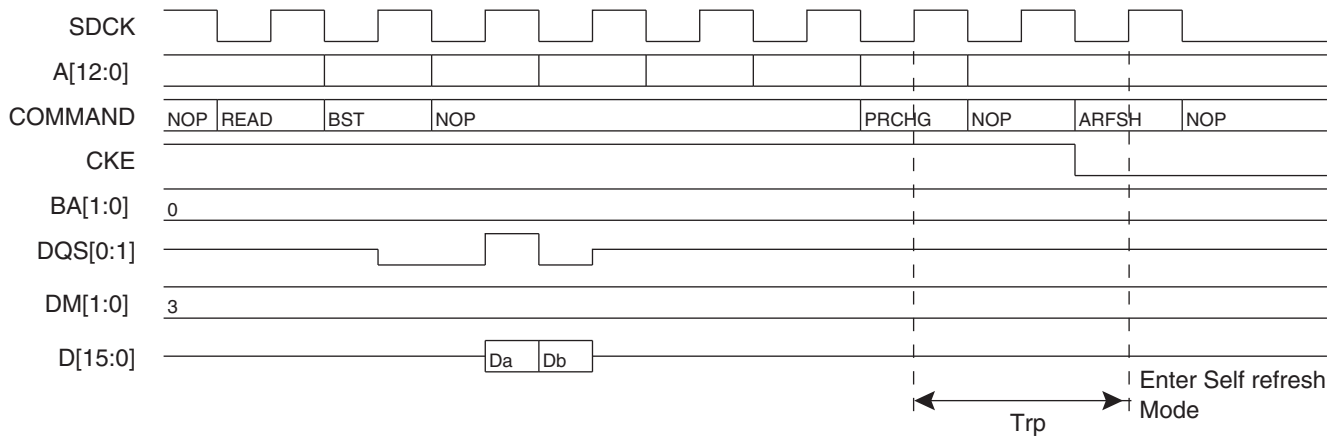 SDCK
A[12:0]
COMMAND NOP READ BST NOP PRCHG NOP ARFSH NOP
CKE
BA[1:0] 0
DQS[0:1]
DM[1:0] 3
D[15:0] Da Db
Enter Self refresh
Mode
Trp